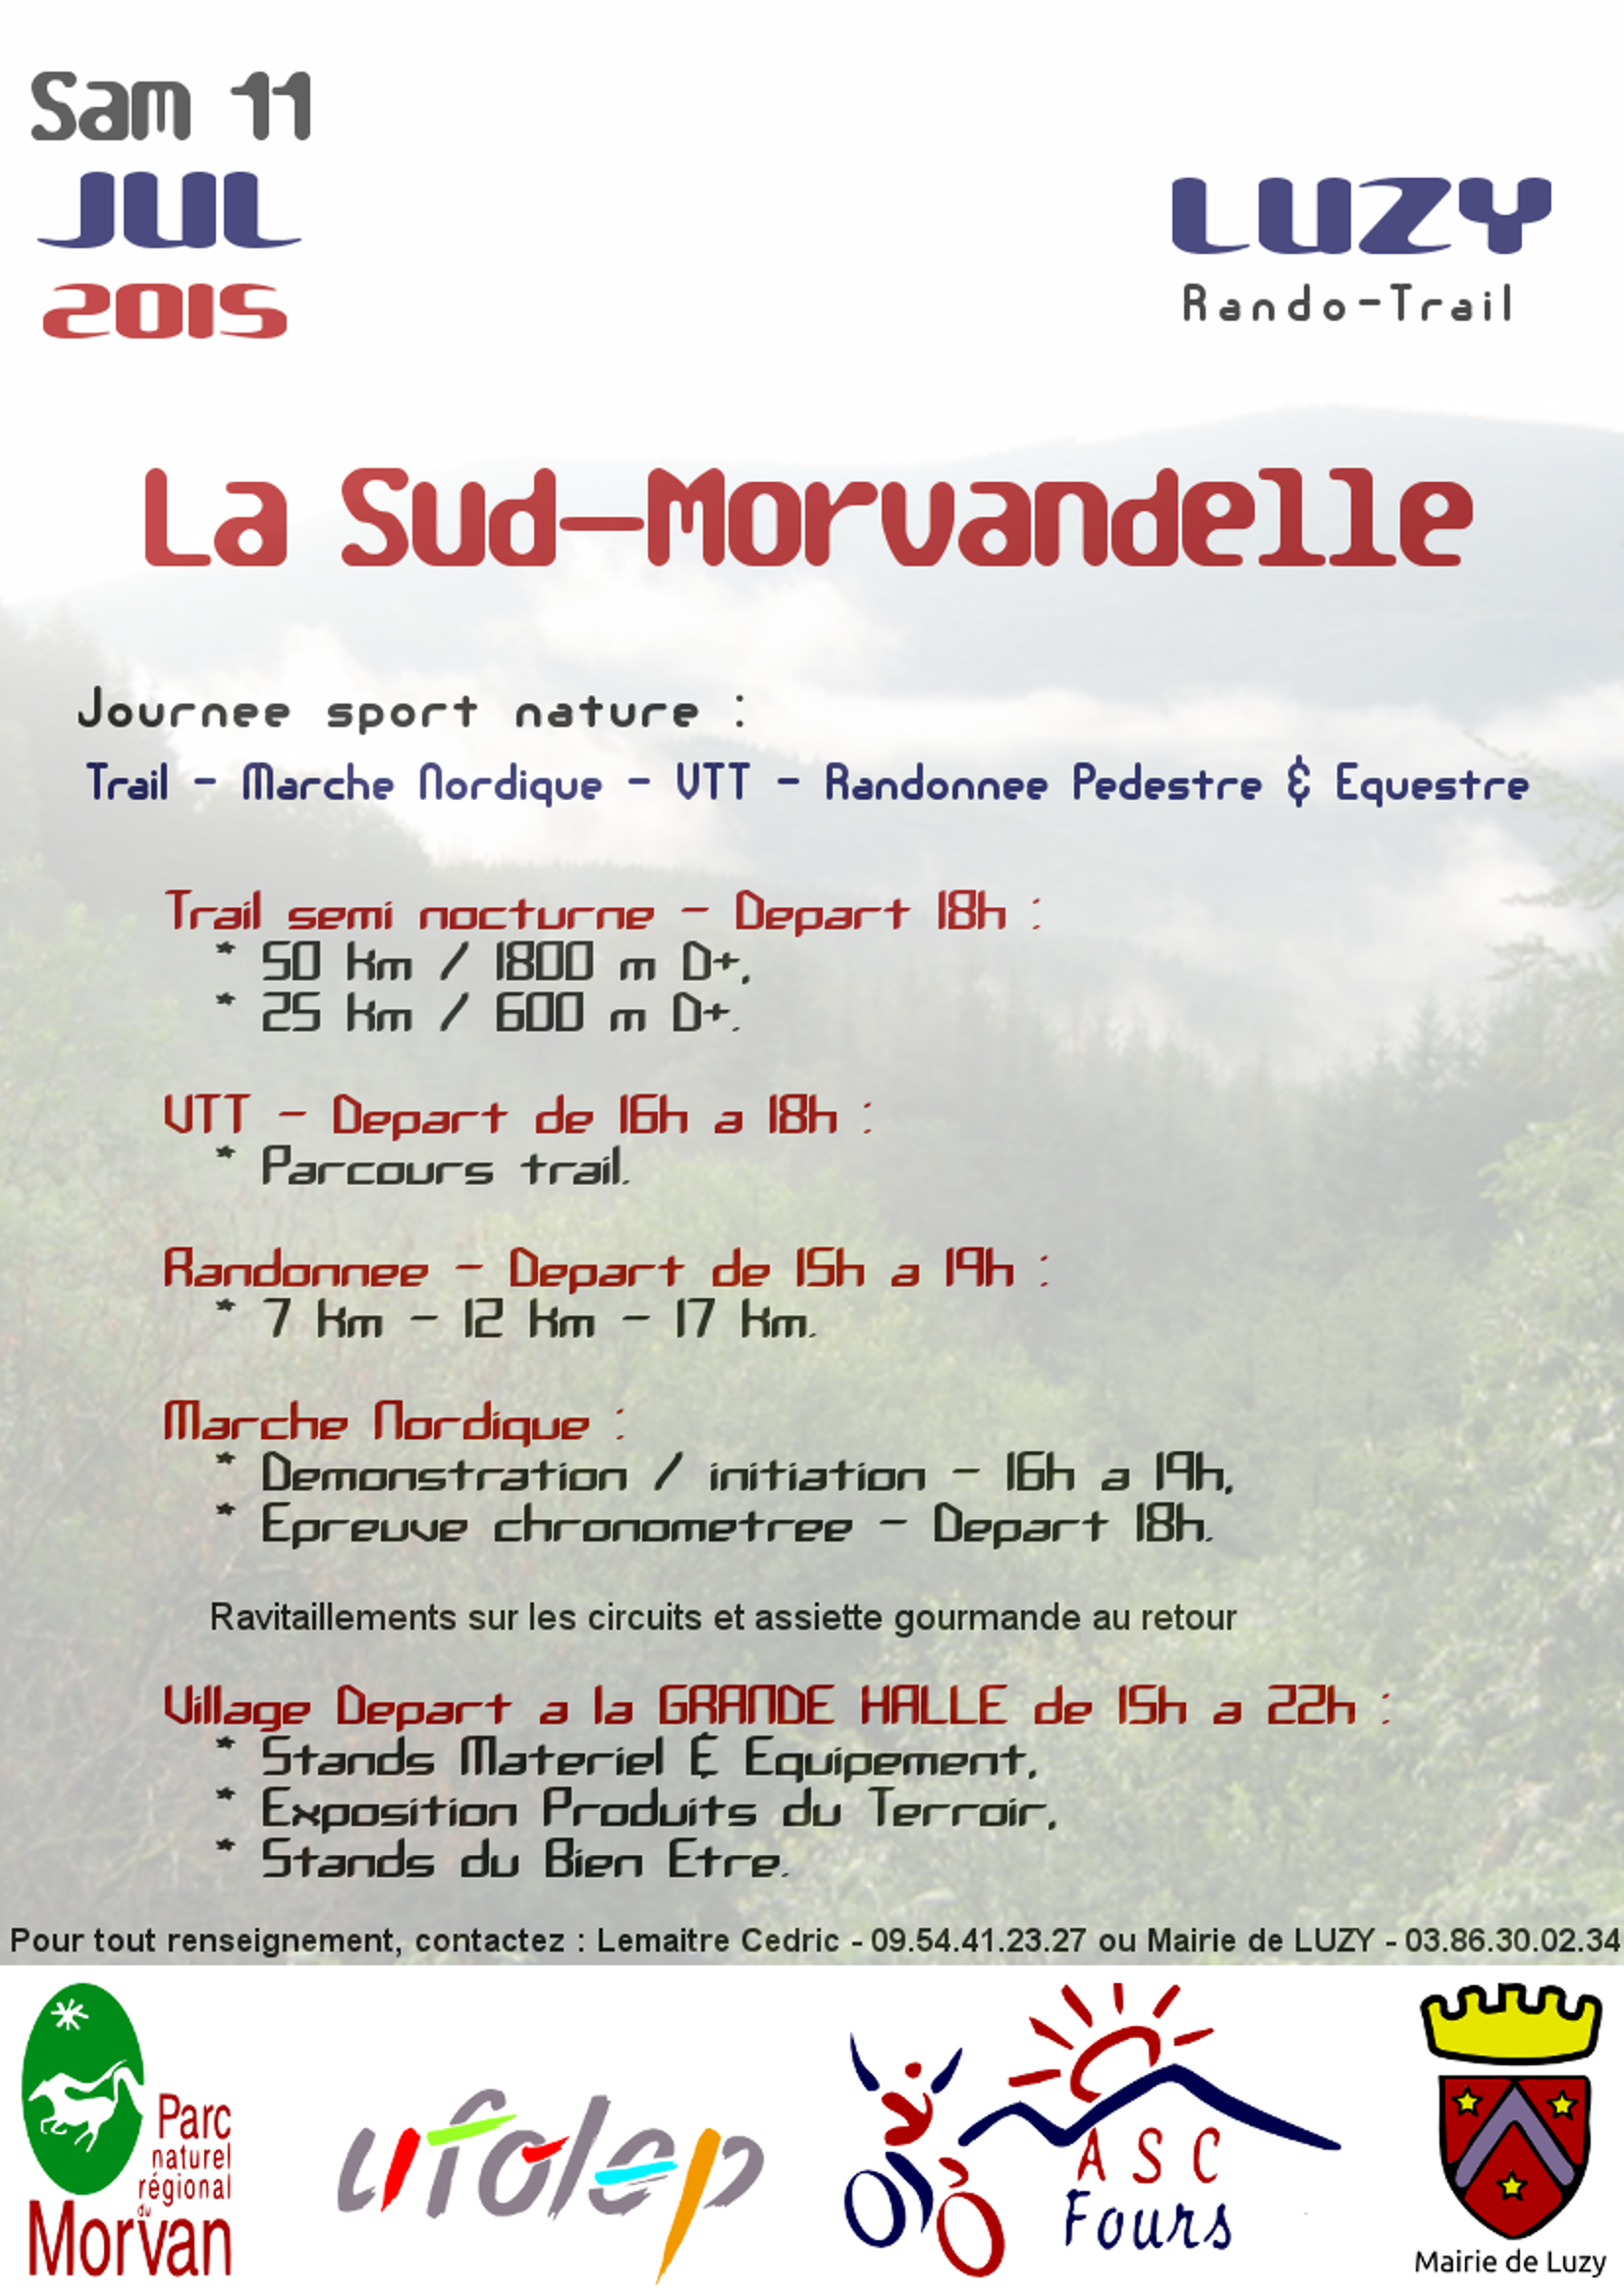 Sam 11
JUL
2015
LUZY
Rando-Trail
La Sud-Morvandelle
Journee sport nature :
Trail - Marche Nordique - VTT - Randonnee Pedestre & Equestre
Trail semi nocturne - Depart 18h :
* 50 km / 1800 m D+,
* 25 km / 600 m D+.
VTT - Depart de 16h a 18h :
* Parcours trail.
Randonnee - Depart de 15h a 19h :
* 7 km - 12 km - 17 km.
Marche Nordique :
* Demonstration / initiation - 16h a 19h,
* Epreuve chronometree - Depart 18h.
Ravitaillements sur les circuits et assiette gourmande au retour
Village Depart a la GRANDE HALLE de 15h a 22h :
* Stands Materiel & Equipement,
* Exposition Produits du Terroir,
* Stands du Bien Etre.
Pour tout renseignement, contactez : Lemaitre Cedric - 09.54.41.23.27 ou Mairie de LUZY - 03.86.30.02.34
Parc
naturel
régional
du
Morvan
ufolep
ASC
Fours
Mairie de Luzy